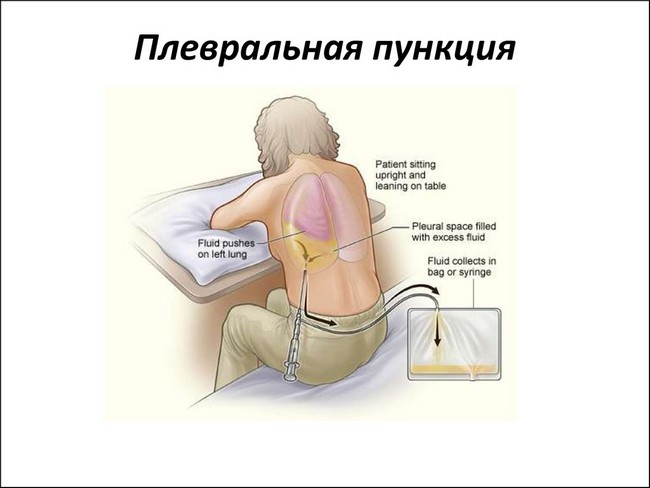 Плевральная пункция
Patient sitting
upright and
leaning on table
Fluid pushes
on left lung
Pleural space filled
with excess fluid
Fluid collects in
bag or syringe